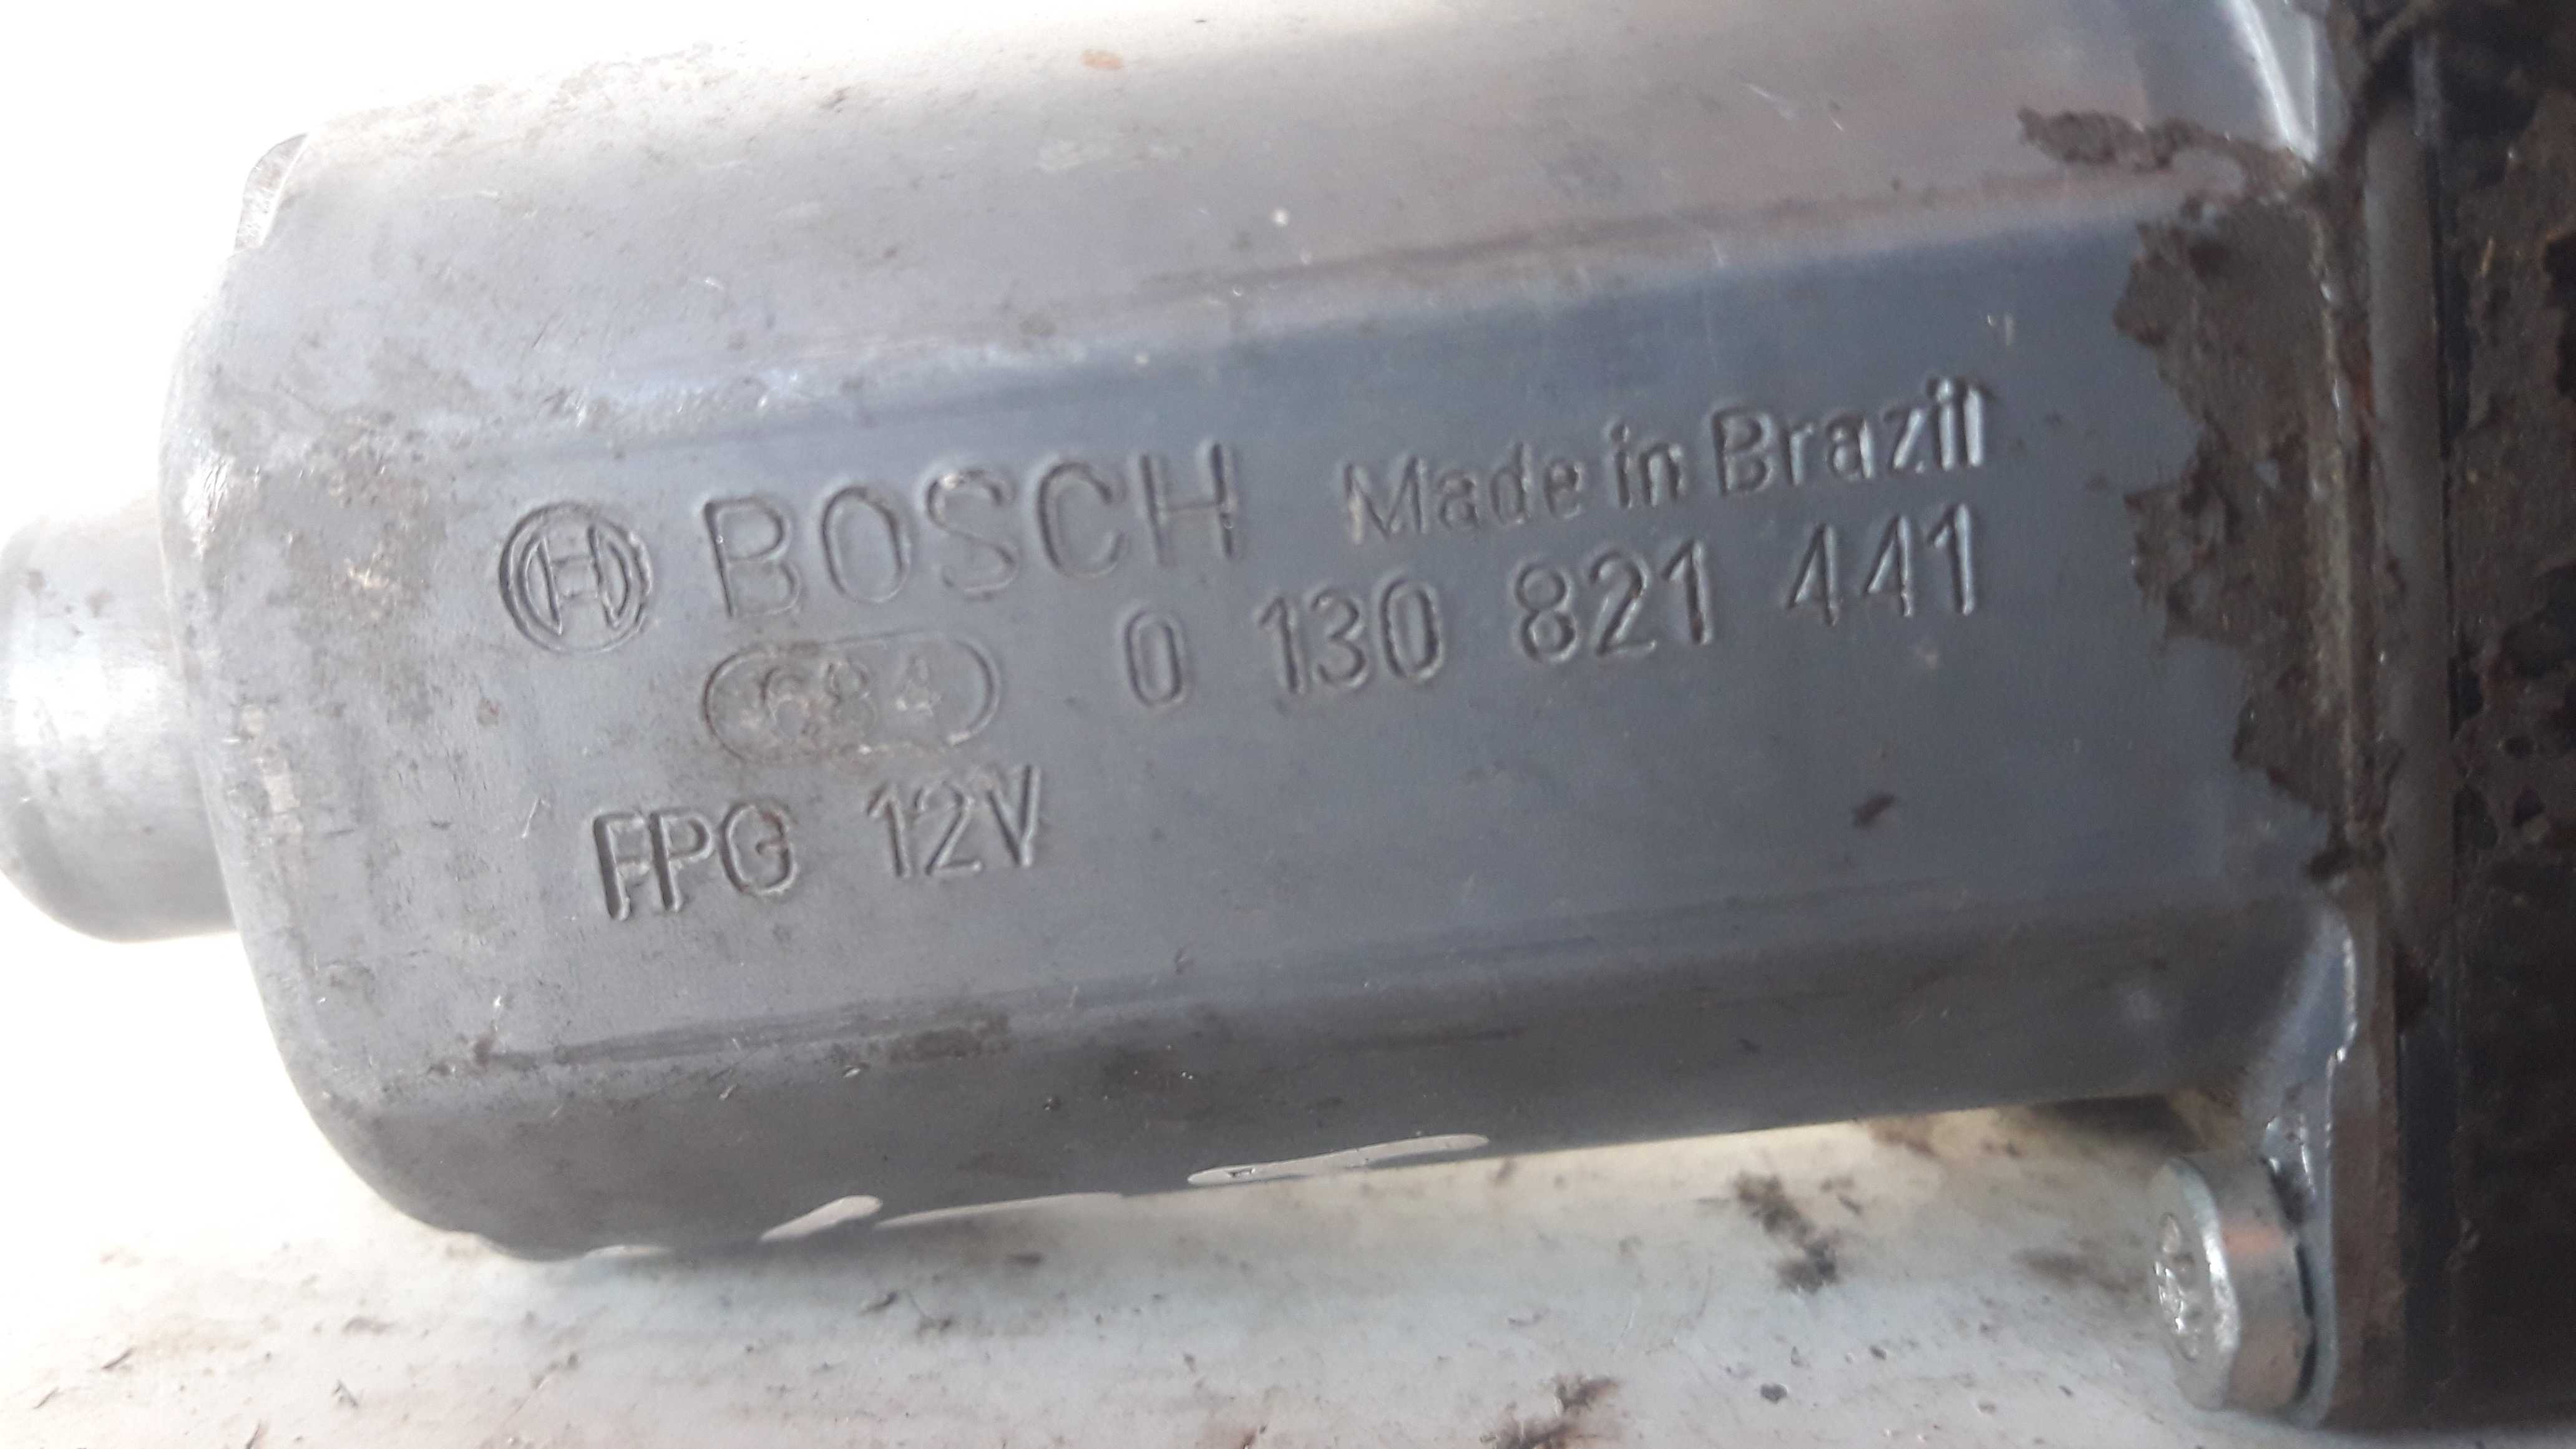 BOSCH Made in Brazil
684 0 130 821 441
FPG 12V